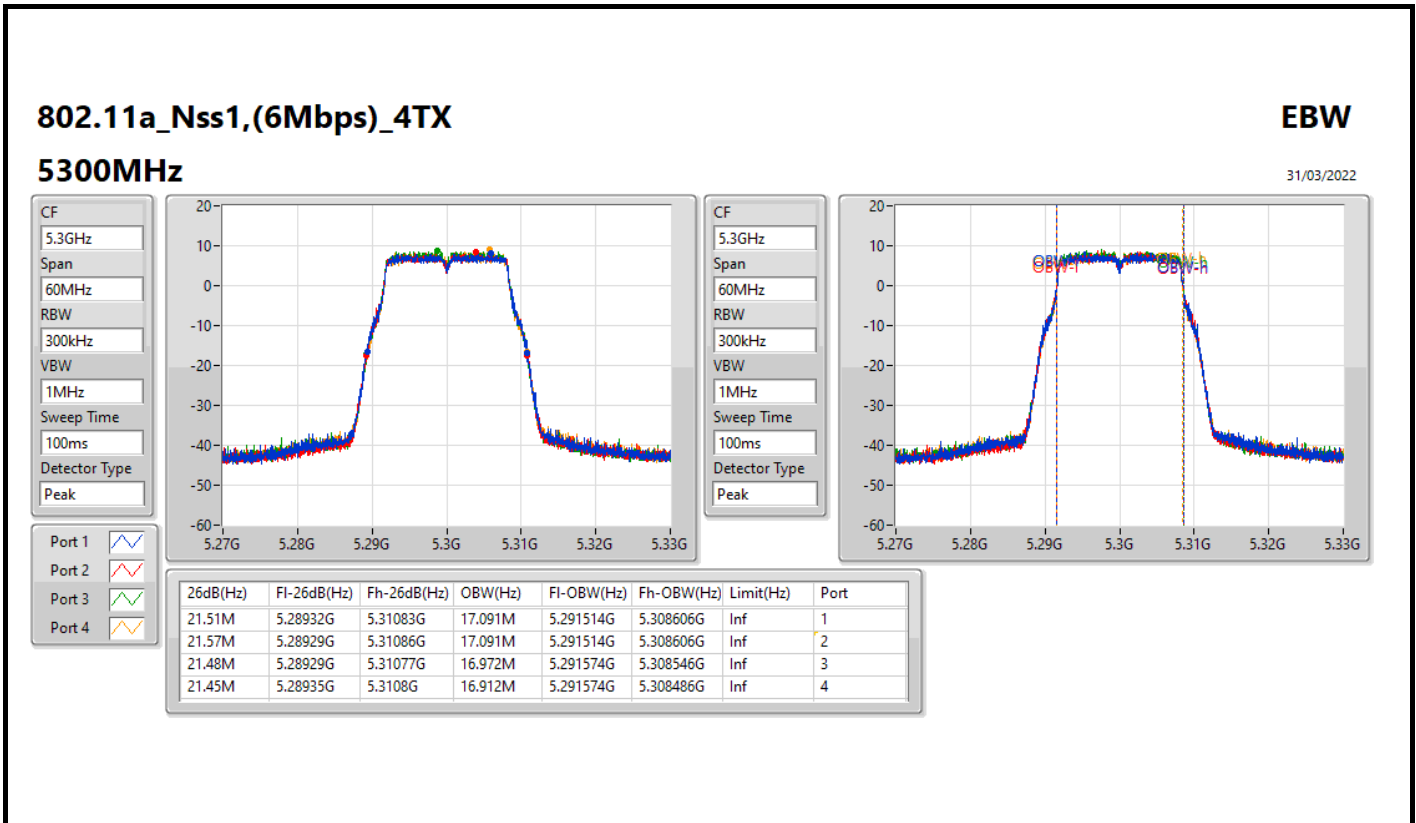 802.11a_Nss1,(6Mbps)_4TX
EBW
5300MHz
31/03/2022
CF
5.3GHz
Span
60MHz
RBW
300kHz
VBW
1MHz
Sweep Time
100ms
Detector Type
Peak
20
10
0
-10
-20
-30
-40
-50
-60
5.27G 5.28G 5.29G 5.3G 5.31G 5.32G 5.33G
CF
5.3GHz
Span
60MHz
RBW
300kHz
VBW
1MHz
Sweep Time
100ms
Detector Type
Peak
20
10
0
-10
-20
-30
-40
-50
-60
OBW-l
OBW-h
OBW-h
5.27G 5.28G 5.29G 5.3G 5.31G 5.32G 5.33G
Port 1
Port 2
Port 3
Port 4
26dB(Hz) Fl-26dB(Hz) Fh-26dB(Hz) OBW(Hz) Fl-OBW(Hz) Fh-OBW(Hz) Limit(Hz) Port
21.51M 5.28932G 5.31083G 17.091M 5.291514G 5.308606G Inf 1
21.57M 5.28929G 5.31086G 17.091M 5.291514G 5.308606G Inf 2
21.48M 5.28929G 5.31077G 16.972M 5.291574G 5.308546G Inf 3
21.45M 5.28935G 5.3108G 16.912M 5.291574G 5.308486G Inf 4